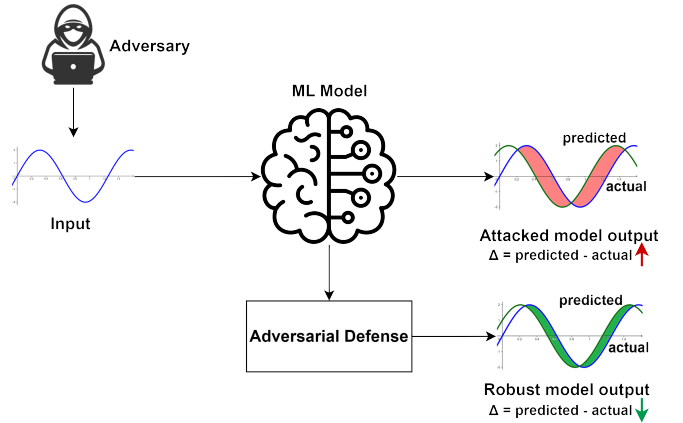 Adversary
ML Model
Input
predicted
actual
Attacked model output
Δ = predicted - actual
Adversarial Defense
predicted
actual
Robust model output
Δ = predicted - actual